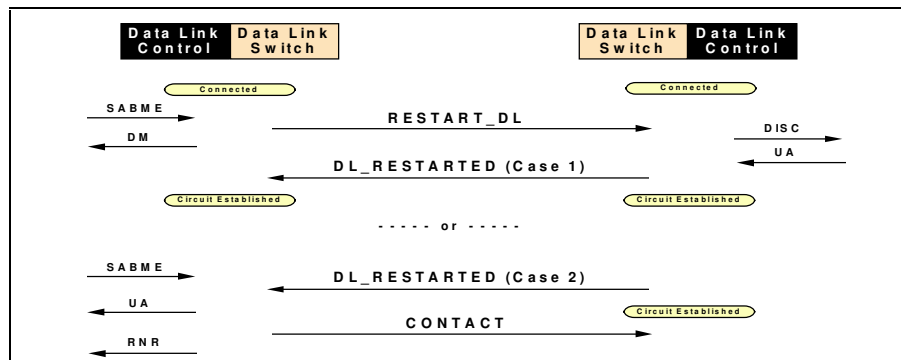 Data Link Control
Data Link Switch
Data Link Switch
Data Link Control
Connected
Connected
SABME
RESTART_DL
DM
DISC
UA
DL_RESTARTED (Case 1)
Circuit Established
Circuit Established
- - - - - or - - - - -
SABME
DL_RESTARTED (Case 2)
UA
Circuit Established
CONTACT
RNR